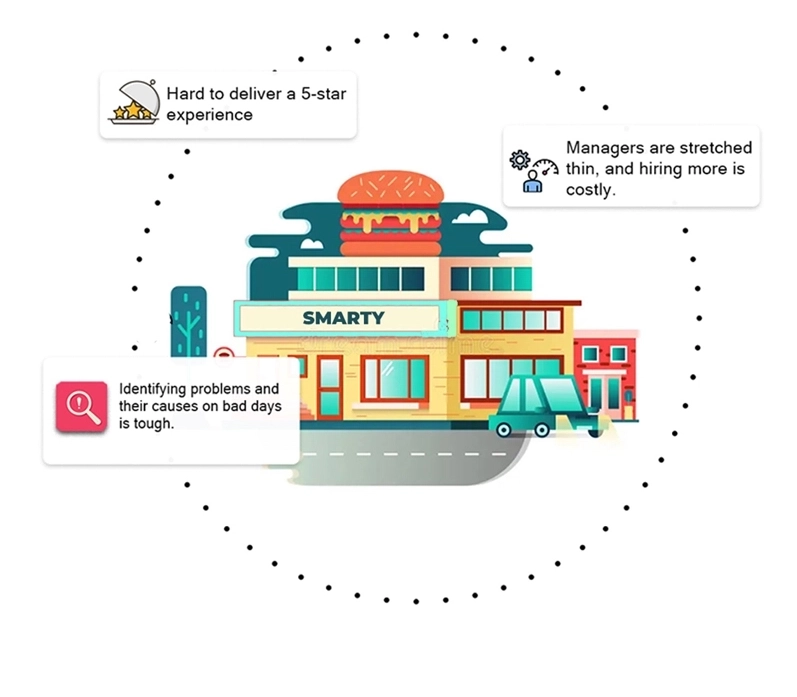 Hard to deliver a 5-star
experience
Managers are stretched
thin, and hiring more is
costly.
SMARTY
Identifying problems and
their causes on bad days
is tough.